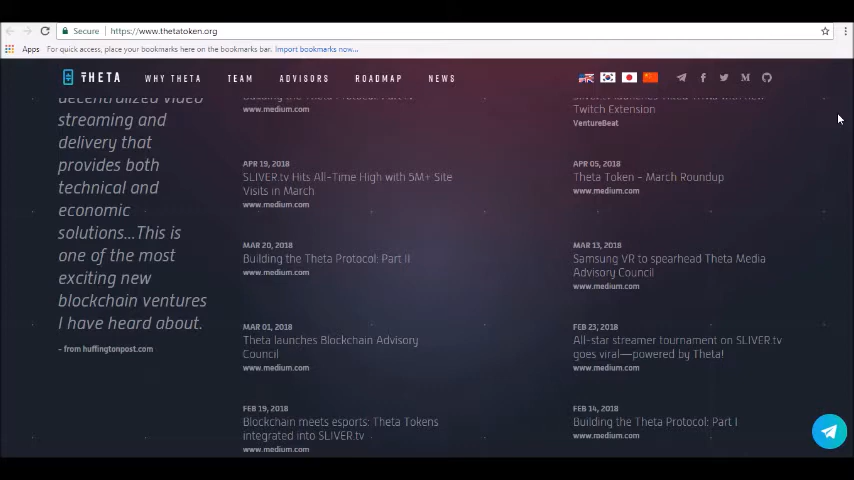 Secure
https://www.thetatoken.org
Apps
For quick access, place your bookmarks here on the bookmarks bar. Import bookmarks now...
THETA
WHY THETA
TEAM
ADVISORS
ROADMAP
NEWS
decentralized video
streaming and
delivery that
provides both
technical and
economic
solutions...This is
one of the most
exciting new
blockchain ventures
I have heard about.
- from huffingtonpost.com
www.medium.com
Twitch Extension
VentureBeat
APR 19, 2018
SLIVER.tv Hits All-Time High with 5M+ Site
Visits in March
www.medium.com
APR 05, 2018
Theta Token – March Roundup
www.medium.com
MAR 20, 2018
Building the Theta Protocol: Part II
www.medium.com
MAR 13, 2018
Samsung VR to spearhead Theta Media
Advisory Council
www.medium.com
MAR 01, 2018
Theta launches Blockchain Advisory
Council
www.medium.com
FEB 23, 2018
All-star streamer tournament on SLIVER.tv
goes viral—powered by Theta!
www.medium.com
FEB 19, 2018
Blockchain meets esports: Theta Tokens
integrated into SLIVER.tv
www.medium.com
FEB 14, 2018
Building the Theta Protocol: Part I
www.medium.com